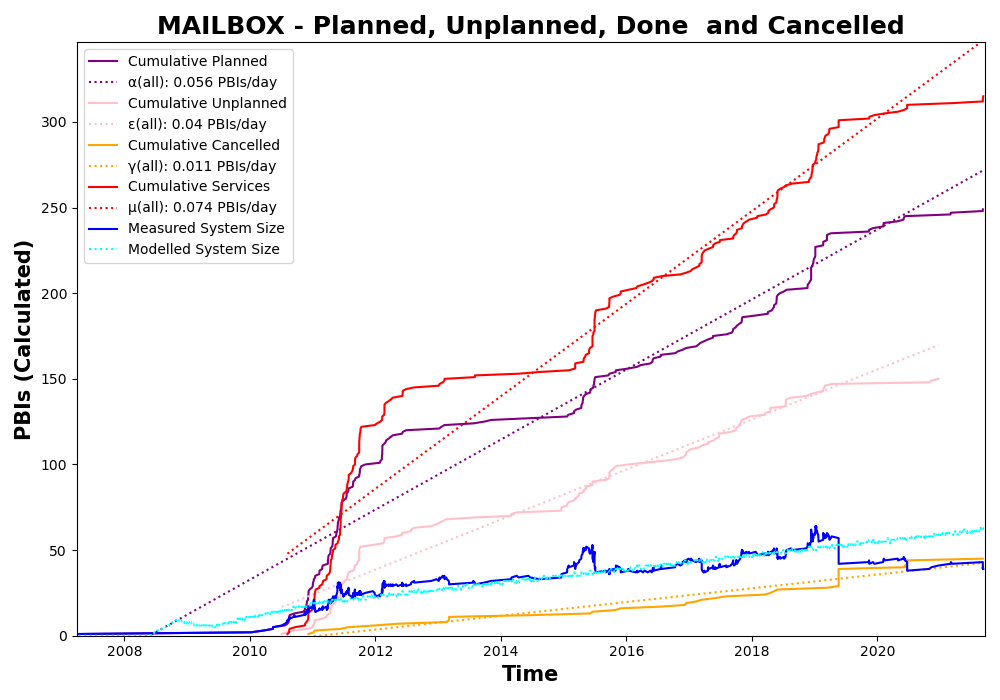 MAILBOX - Planned, Unplanned, Done  and Cancelled
Cumulative Planned
α(all): 0.056 PBIs/day
Cumulative Unplanned
ε(all): 0.04 PBIs/day
Cumulative Cancelled
γ(all): 0.011 PBIs/day
Cumulative Services
μ(all): 0.074 PBIs/day
Measured System Size
Modelled System Size
PBIs (Calculated)
300
250
200
150
100
50
0
2008 2010 2012 2014 2016 2018 2020
Time